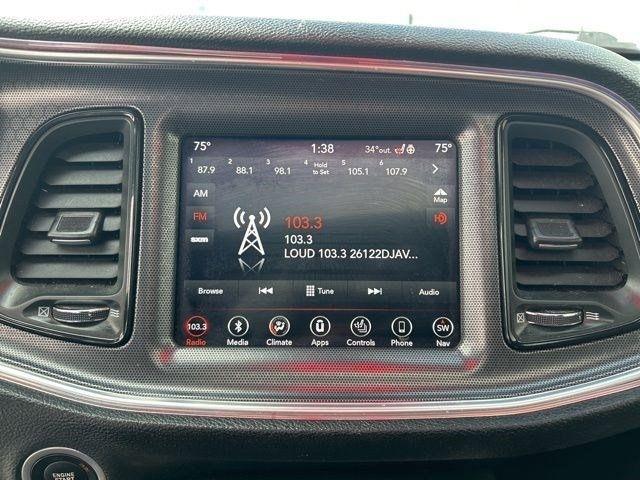 75° 1:38 34°out. 75°
1 2 3 4 5 6
87.9 88.1 98.1 Hold to Set 105.1 107.9
AM
Map
FM
103.3
sxm
103.3
LOUD 103.3 26122DJAV...
Browse Tune Audio
103.3 SW
Radio Media Climate Apps Controls Phone Nav
ENGINE
START